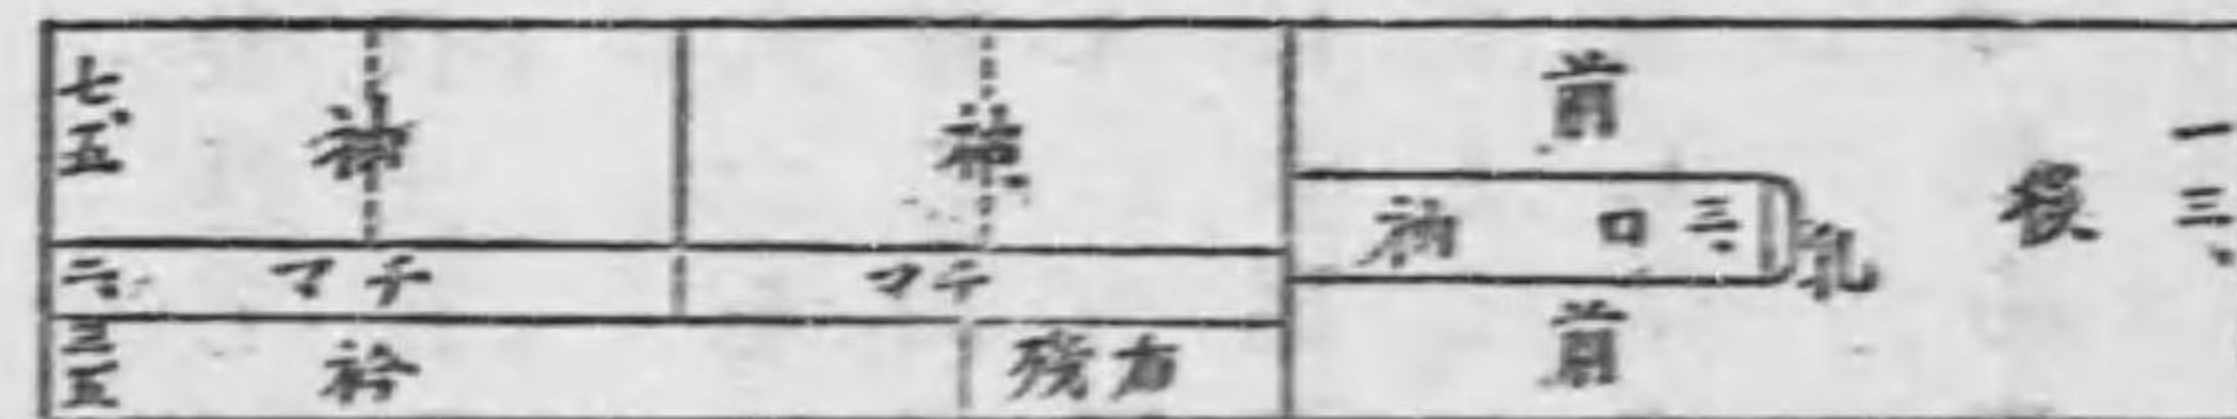 七、五
袖
袖
二、
マチ
マチ
三五
衿
残布
前
袖口
三、
乳
前
後
一三、